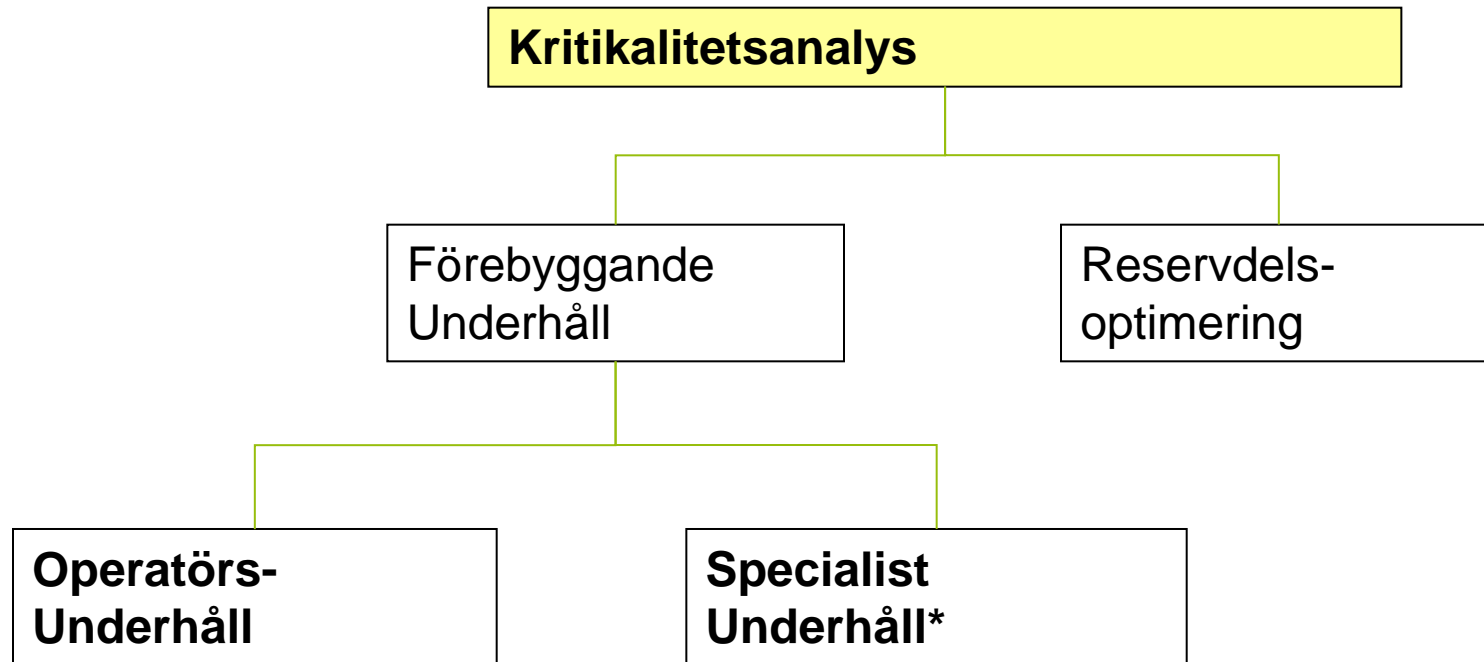 Kritikalitetsanalys
Förebyggande
Underhåll
Reservdels-
optimering
Operatörs-
Underhåll
Specialist
Underhåll*